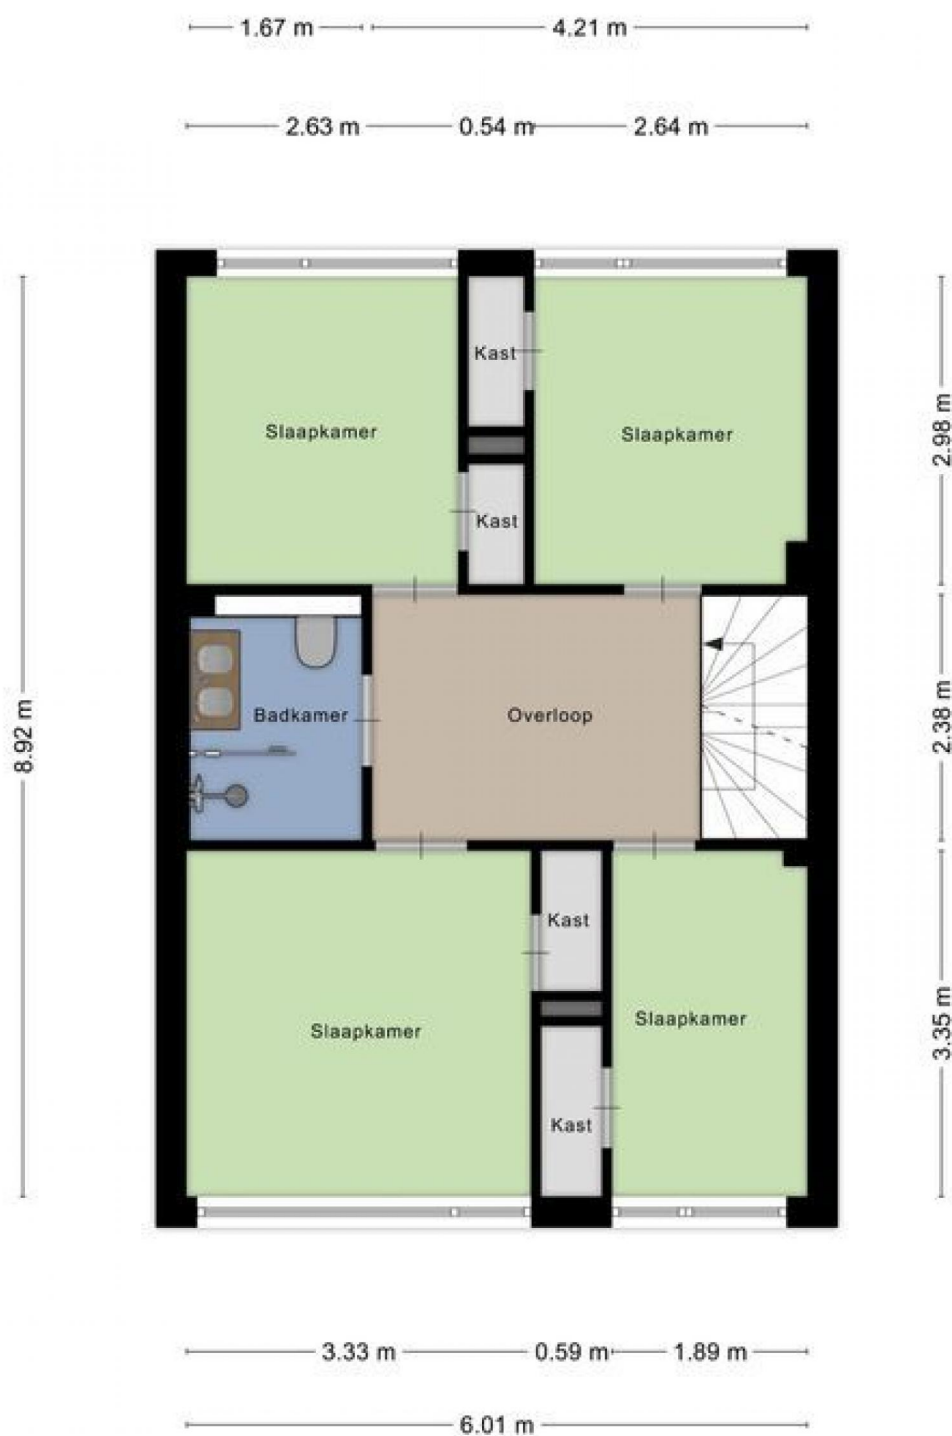 1.67 m 4.21 m
2.63 m 0.54 m 2.64 m
Kast
Slaapkamer Slaapkamer
2.98 m
Kast
Badkamer Overloop
8.92 m
2.38 m
Kast
Slaapkamer Slaapkamer
3.35 m
Kast
3.33 m 0.59 m 1.89 m
6.01 m